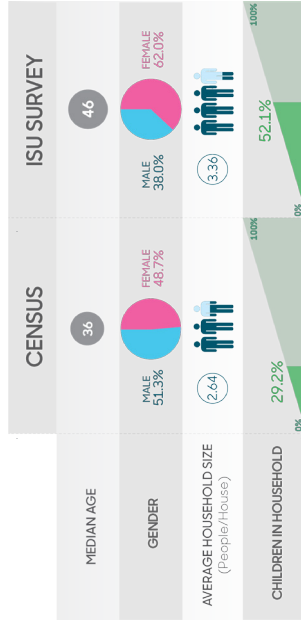 CENSUS
ISU SURVEY
MEDIAN AGE
36
46
GENDER
MALE
51.3%
FEMALE
48.7%
MALE
38.0%
FEMALE
62.0%
AVERAGE HOUSEHOLD SIZE
(People/House)
2.64
3.36
CHILDREN IN HOUSEHOLD
0%
29.2%
100%
0%
52.1%
100%